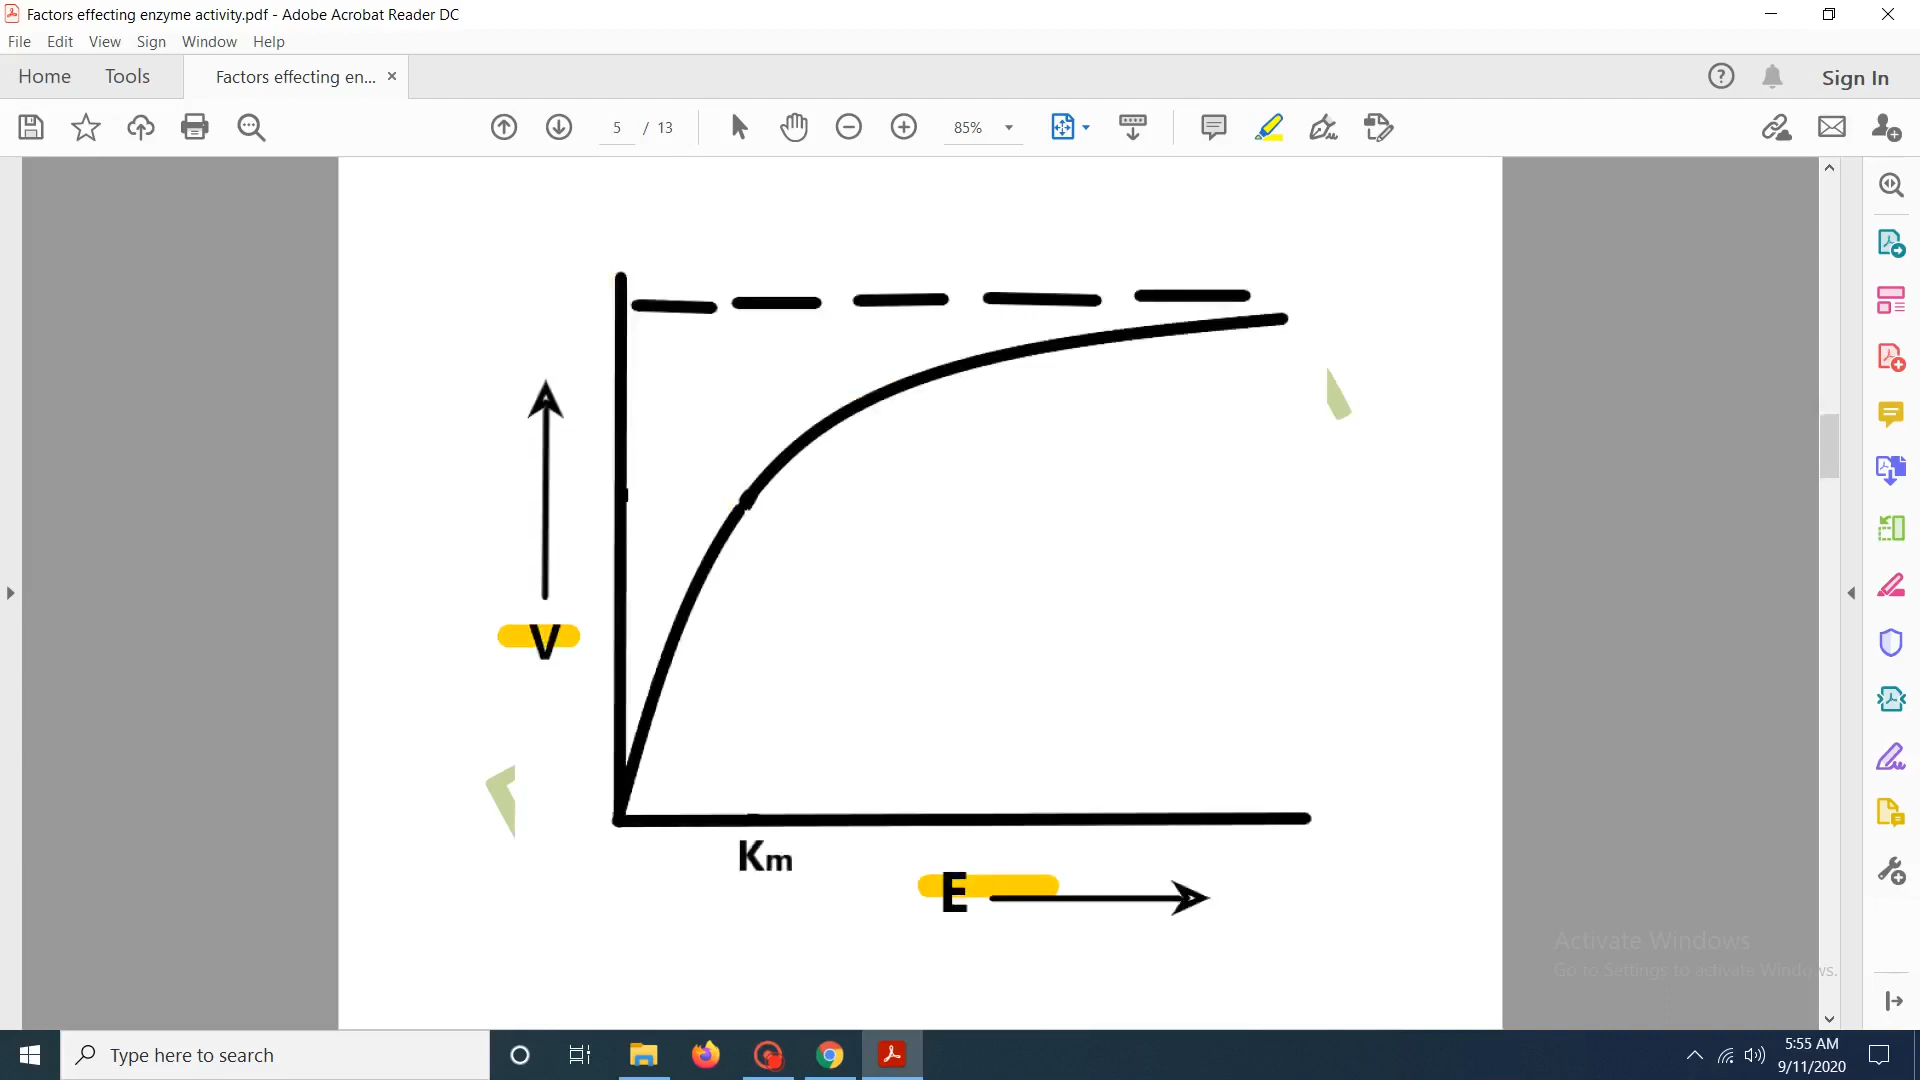 Factors effecting enzyme activity.pdf - Adobe Acrobat Reader DC
File Edit View Sign Window Help
Home Tools Factors effecting en... × Sign In
5 / 13 85%
V
Km
E
Activate Windows
Go to Settings to activate Windows.
Type here to search
5:55 AM
9/11/2020